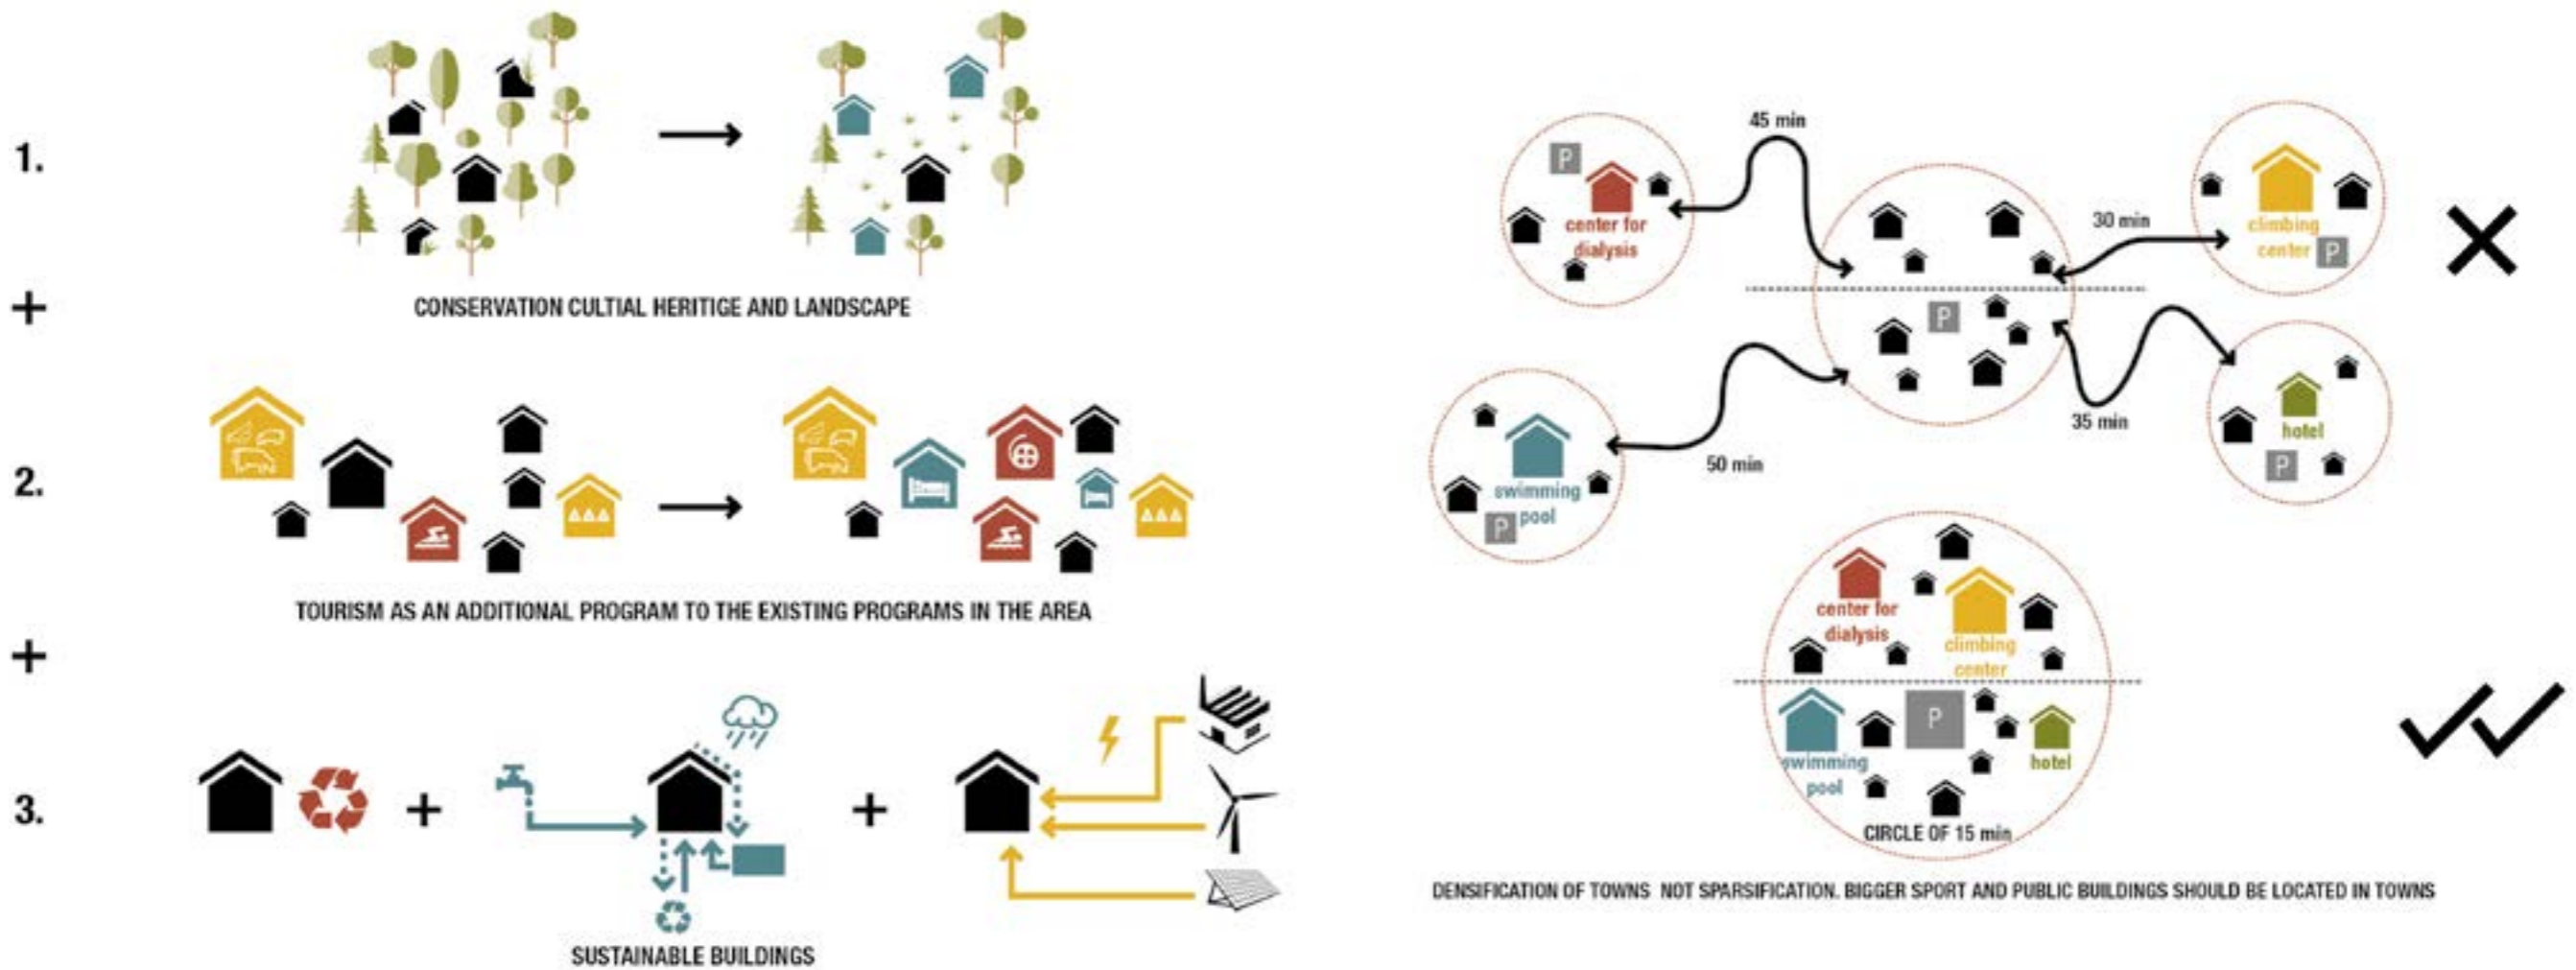 1.
CONSERVATION CULTIAL HERITIGE AND LANDSCAPE
+
2.
TOURISM AS AN ADDITIONAL PROGRAM TO THE EXISTING PROGRAMS IN THE AREA
+
3.
+
+
SUSTAINABLE BUILDINGS
45 min
P
center for
dialysis
30 min
climbing
center
P
P
35 min
hotel
P
50 min
swimming
pool
P
center for
dialysis
climbing
center
P
swimming
pool
hotel
CIRCLE OF 15 min
DENSIFICATION OF TOWNS NOT SPARSIFICATION. BIGGER SPORT AND PUBLIC BUILDINGS SHOULD BE LOCATED IN TOWNS